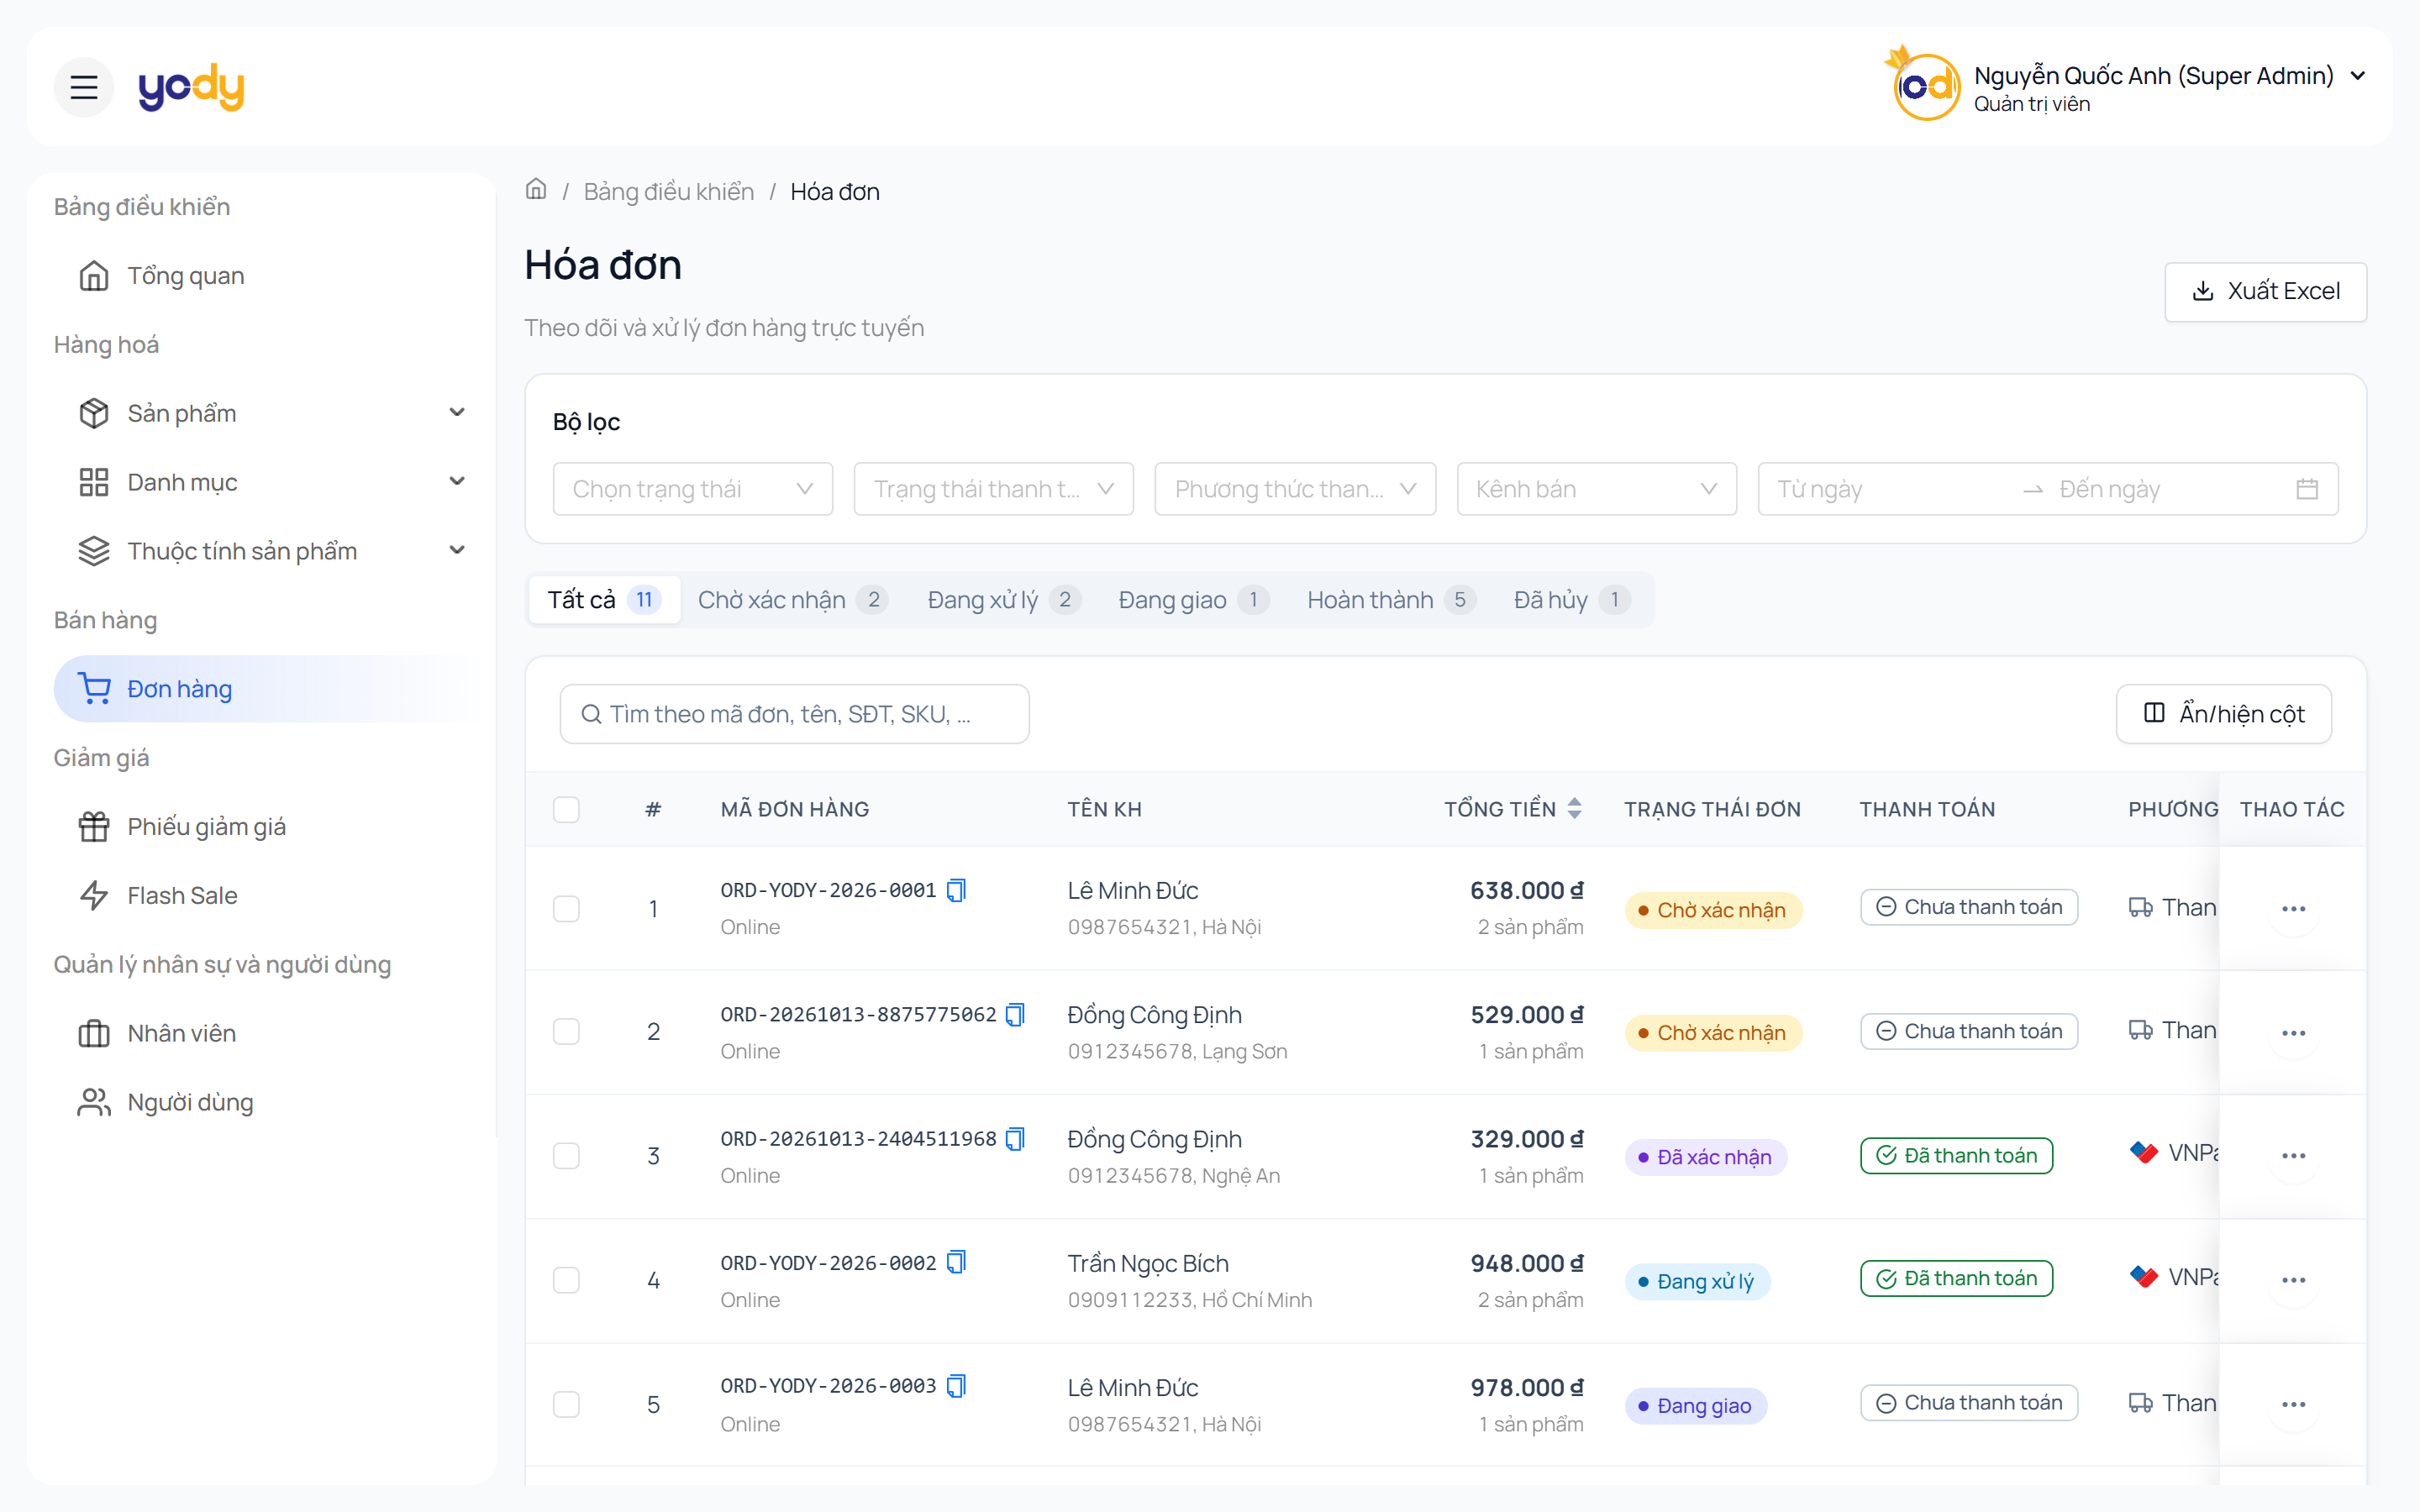 yody
Nguyễn Quốc Anh (Super Admin)
Quản trị viên
Bảng điều khiển
Tổng quan
Hàng hoá
Sản phẩm
Danh mục
Thuộc tính sản phẩm
Bán hàng
Đơn hàng
Giảm giá
Phiếu giảm giá
Flash Sale
Quản lý nhân sự và người dùng
Nhân viên
Người dùng
/ Bảng điều khiển / Hóa đơn
Hóa đơn
Theo dõi và xử lý đơn hàng trực tuyến
Xuất Excel
Bộ lọc
Chọn trạng thái Trạng thái thanh t... Phương thức than... Kênh bán Từ ngày Đến ngày
Tất cả 11 Chờ xác nhận 2 Đang xử lý 2 Đang giao 1 Hoàn thành 5 Đã hủy 1
Tìm theo mã đơn, tên, SĐT, SKU, ... Ẩn/hiện cột
# MÃ ĐƠN HÀNG TÊN KH TỔNG TIỀN TRẠNG THÁI ĐƠN THANH TOÁN PHƯƠNG THAO TÁC
1 ORD-YODY-2026-0001 Lê Minh Đức 638.000 ₫ Chờ xác nhận Chưa thanh toán Than
Online 0987654321, Hà Nội 2 sản phẩm
2 ORD-20261013-8875775062 Đồng Công Định 529.000 ₫ Chờ xác nhận Chưa thanh toán Than
Online 0912345678, Lạng Sơn 1 sản phẩm
3 ORD-20261013-2404511968 Đồng Công Định 329.000 ₫ Đã xác nhận Đã thanh toán VNPa
Online 0912345678, Nghệ An 1 sản phẩm
4 ORD-YODY-2026-0002 Trần Ngọc Bích 948.000 ₫ Đang xử lý Đã thanh toán VNPa
Online 0909112233, Hồ Chí Minh 2 sản phẩm
5 ORD-YODY-2026-0003 Lê Minh Đức 978.000 ₫ Đang giao Chưa thanh toán Than
Online 0987654321, Hà Nội 1 sản phẩm